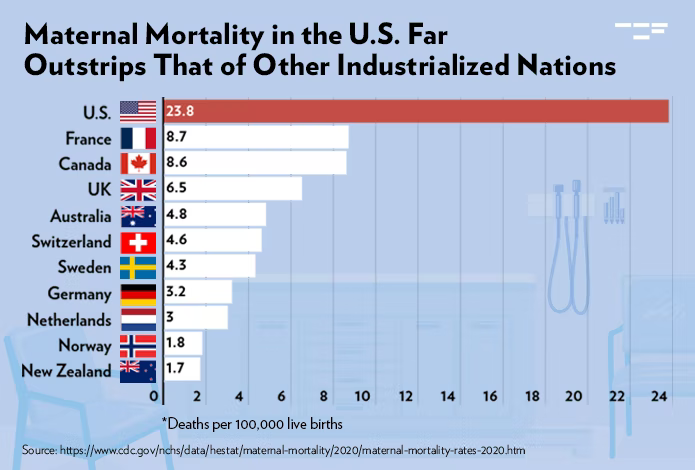 Maternal Mortality in the U.S. Far
Outstrips That of Other Industrialized Nations
U.S. 23.8
France 8.7
Canada 8.6
UK 6.5
Australia 4.8
Switzerland 4.6
Sweden 4.3
Germany 3.2
Netherlands 3
Norway 1.8
New Zealand 1.7
0 2 4 6 8 10 12 14 16 18 20 22 24
*Deaths per 100,000 live births
Source: https://www.cdc.gov/nchs/data/hestat/maternal-mortality/2020/maternal-mortality-rates-2020.htm